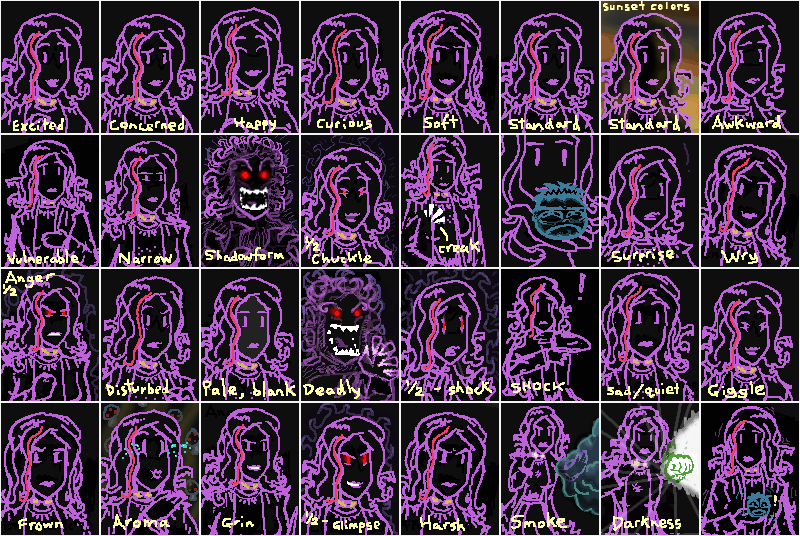 Sunset colors
Excited
Concerned
Happy
Curious
Soft
Standard
Standard
Awkward
Vulnerable
Narrow
Shadowform
1/2
Chuckle
creak
Surprise
Wry
Anger
1/2
Disturbed
Pale, blank
Deadly
1/2 - shock
!
SHOCK
Sad/quiet
Giggle
Frown
Aroma
Grin
1/2- Glimpse
Harsh
Smoke
Darkness
!